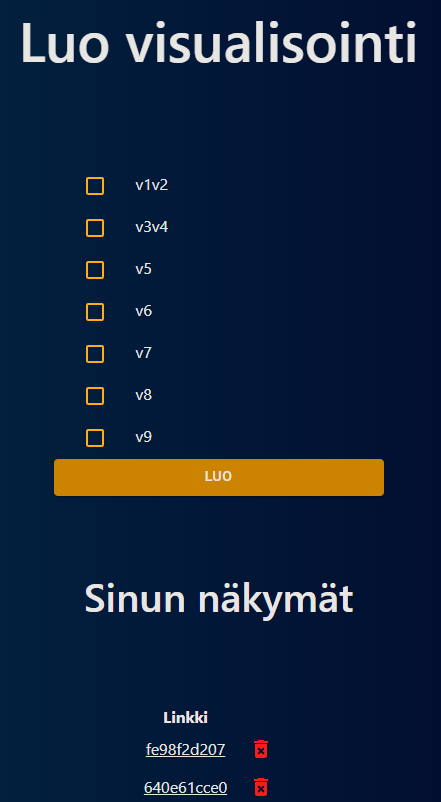 Luo visualisointi
v1v2
v3v4
v5
v6
v7
v8
v9
LUO
Sinun näkymät
Linkki
fe98f2d207
640e61cce0